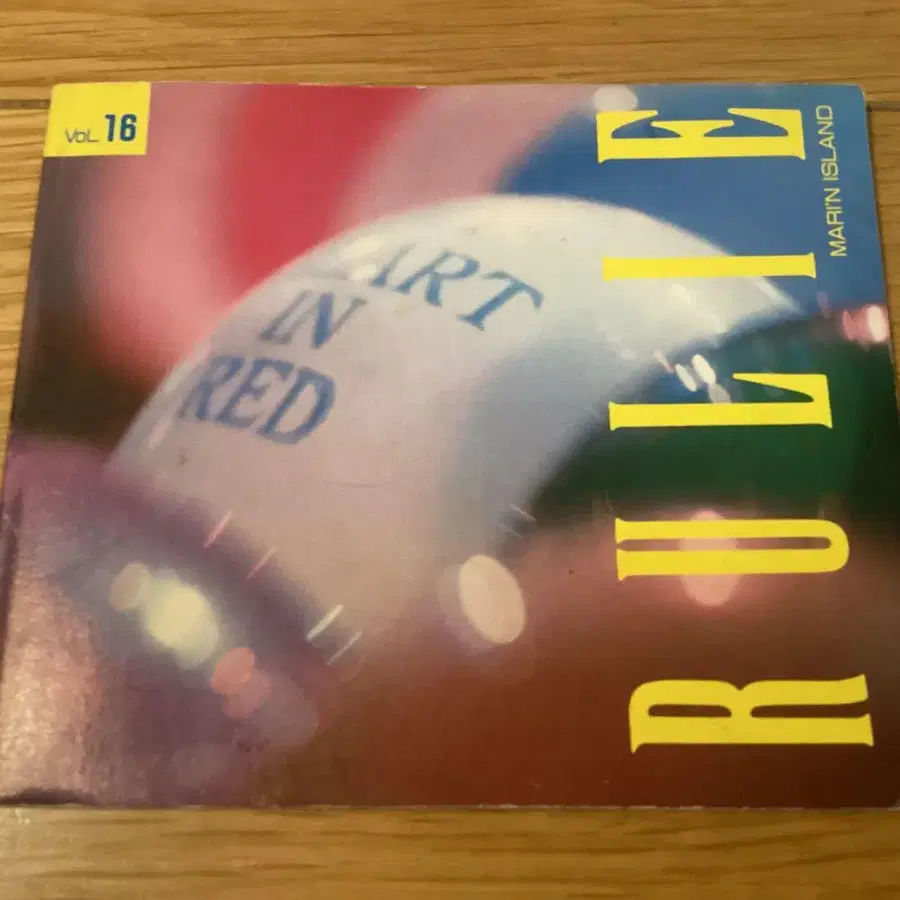 VOL. 16
RULIE
MARI'N ISLAND
ART
IN
RED